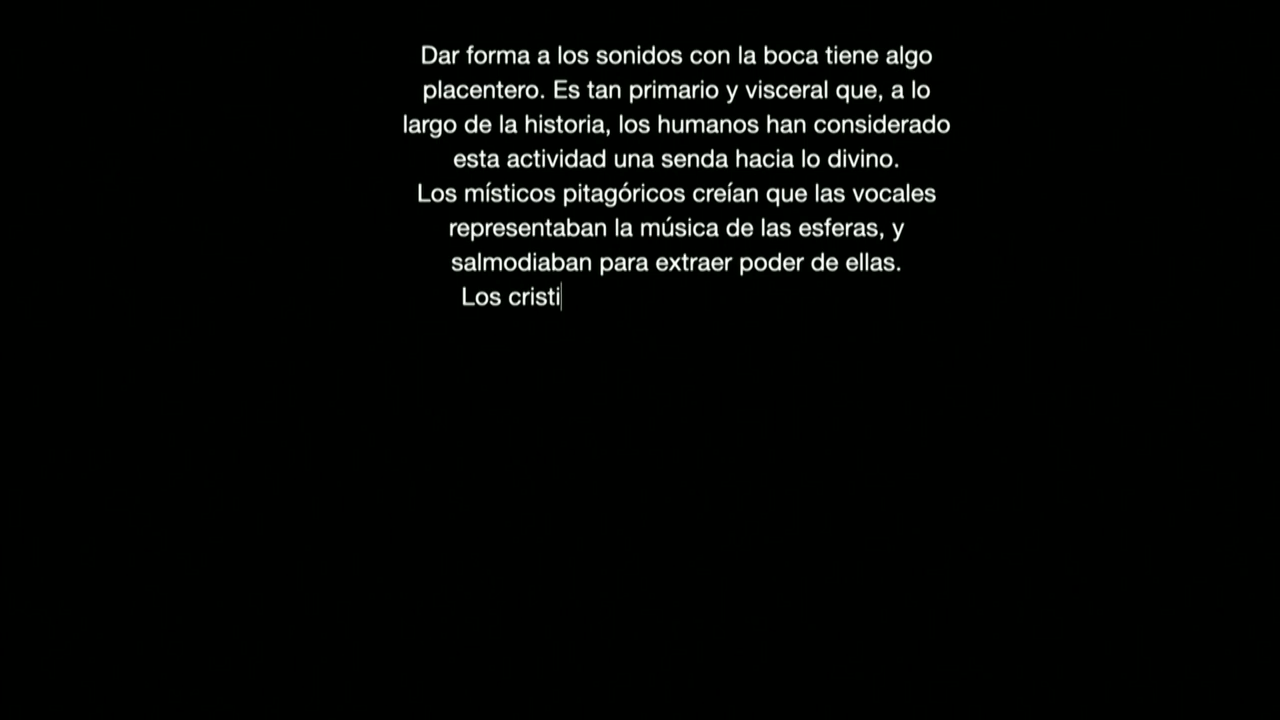 Dar forma a los sonidos con la boca tiene algo
placentero. Es tan primario y visceral que, a lo
largo de la historia, los humanos han considerado
esta actividad una senda hacia lo divino.
Los místicos pitagóricos creían que las vocales
representaban la música de las esferas, y
salmodiaban para extraer poder de ellas.
Los cristi